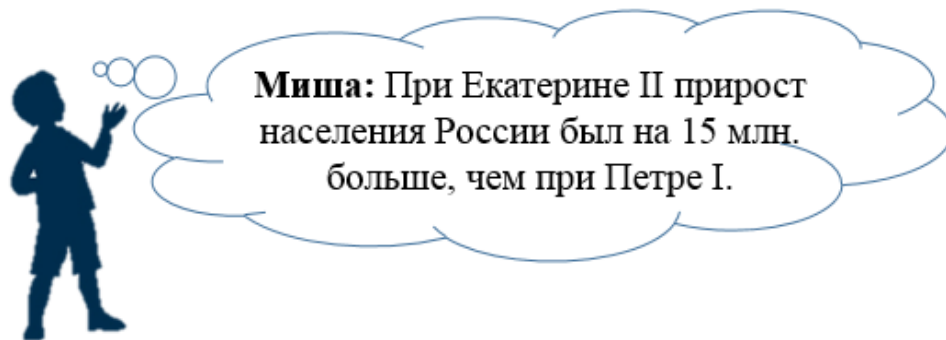 Миша: При Екатерине II прирост
населения России был на 15 млн.
больше, чем при Петре I.